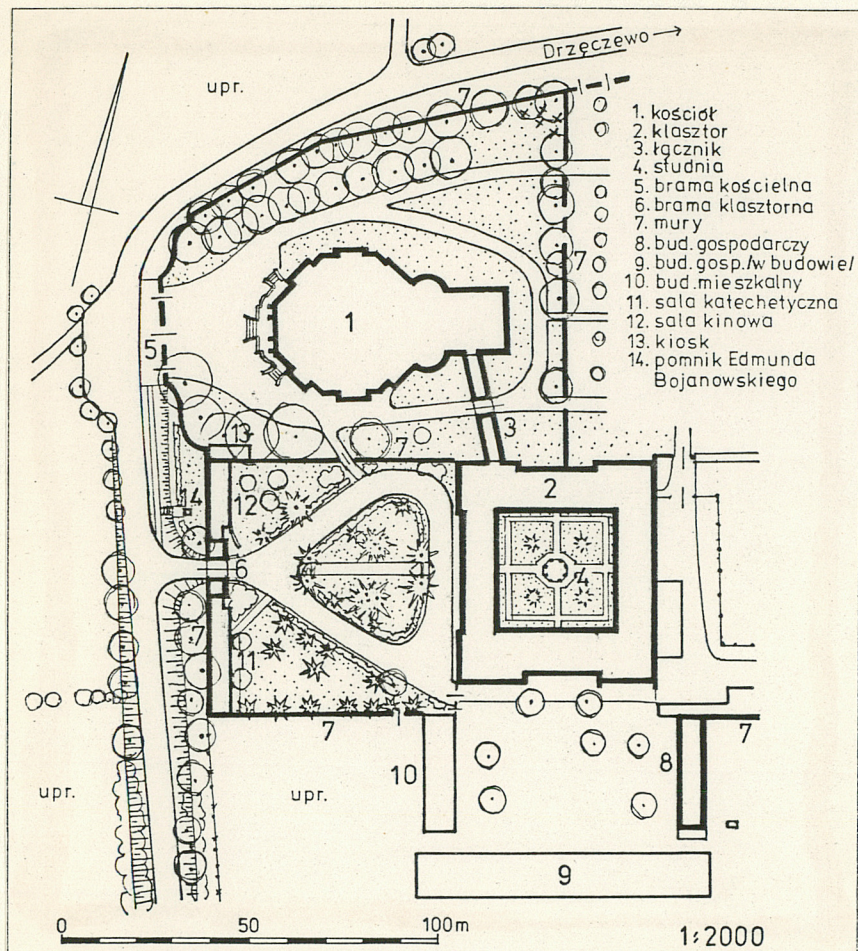 Drzęczewo →
upr.
7
1. kościół
2. klasztor
3. łącznik
4. studnia
5. brama kościelna
6. brama klasztorna
7. mury
8. bud. gospodarczy
9. bud. gosp./w budowie/
10. bud. mieszkalny
11. sala katechetyczna
12. sala kinowa
13. kiosk
14. pomnik Edmunda
Bojanowskiego
7
1
5
3
13
7
2
14
12
6
4
7
11
7
7
10
8
upr.
upr.
9
0 50 100 m
1:2000